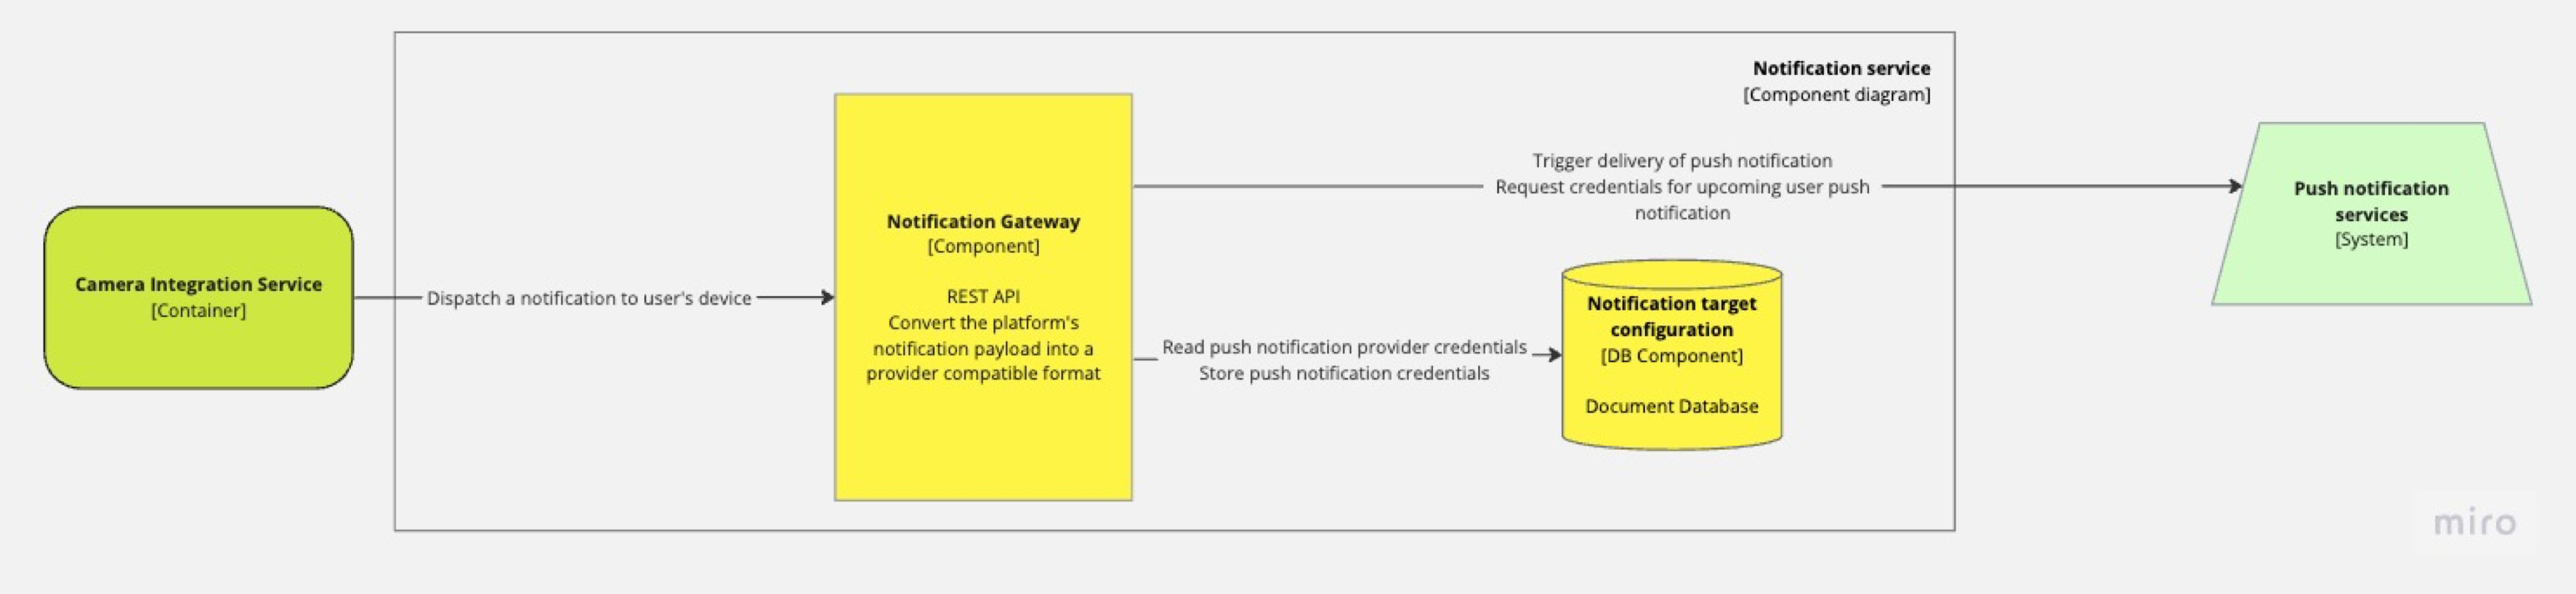 Notification service
[Component diagram]
Camera Integration Service
[Container]
Dispatch a notification to user's device
Notification Gateway
[Component]
REST API
Convert the platform's
notification payload into a
provider compatible format
Trigger delivery of push notification
Request credentials for upcoming user push
notification
Read push notification provider credentials
Store push notification credentials
Notification target
configuration
[DB Component]
Document Database
Push notification
services
[System]
miro